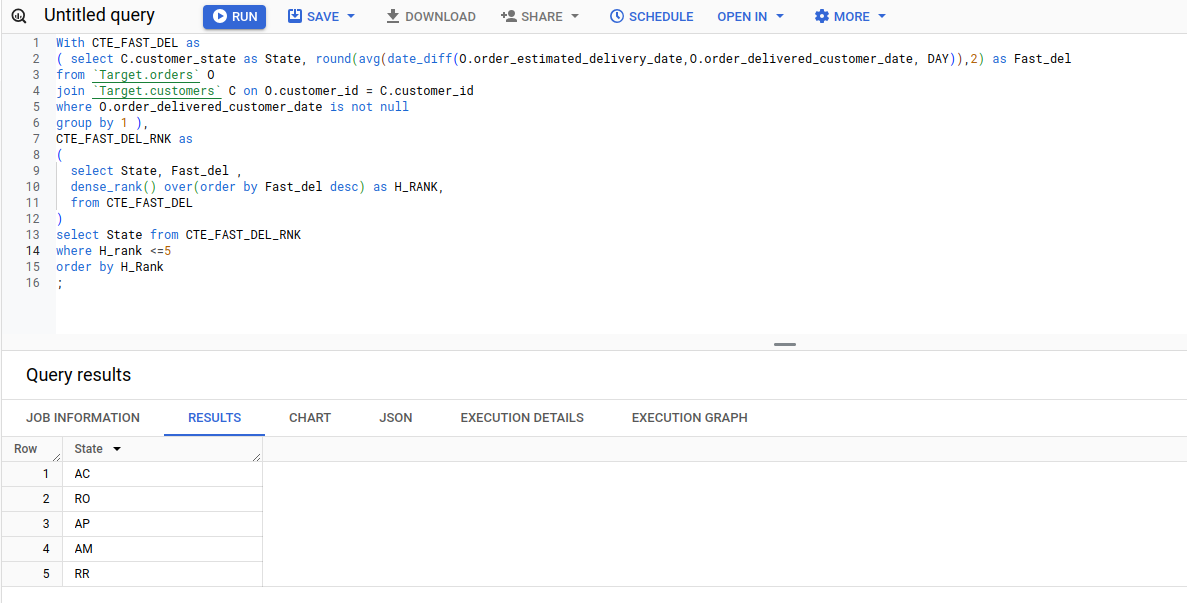 Untitled query RUN SAVE DOWNLOAD SHARE SCHEDULE OPEN IN MORE
1 With CTE_FAST_DEL as
2 ( select C.customer_state as State, round(avg(date_diff(O.order_estimated_delivery_date,O.order_delivered_customer_date, DAY)),2) as Fast_del
3 from `Target.orders` O
4 join `Target.customers` C on O.customer_id = C.customer_id
5 where O.order_delivered_customer_date is not null
6 group by 1 ),
7 CTE_FAST_DEL_RNK as
8 (
9 select State, Fast_del ,
10 dense_rank() over(order by Fast_del desc) as H_RANK,
11 from CTE_FAST_DEL
12 )
13 select State from CTE_FAST_DEL_RNK
14 where H_rank <=5
15 order by H_Rank
16 ;
Query results
JOB INFORMATION RESULTS CHART JSON EXECUTION DETAILS EXECUTION GRAPH
Row State
1 AC
2 RO
3 AP
4 AM
5 RR